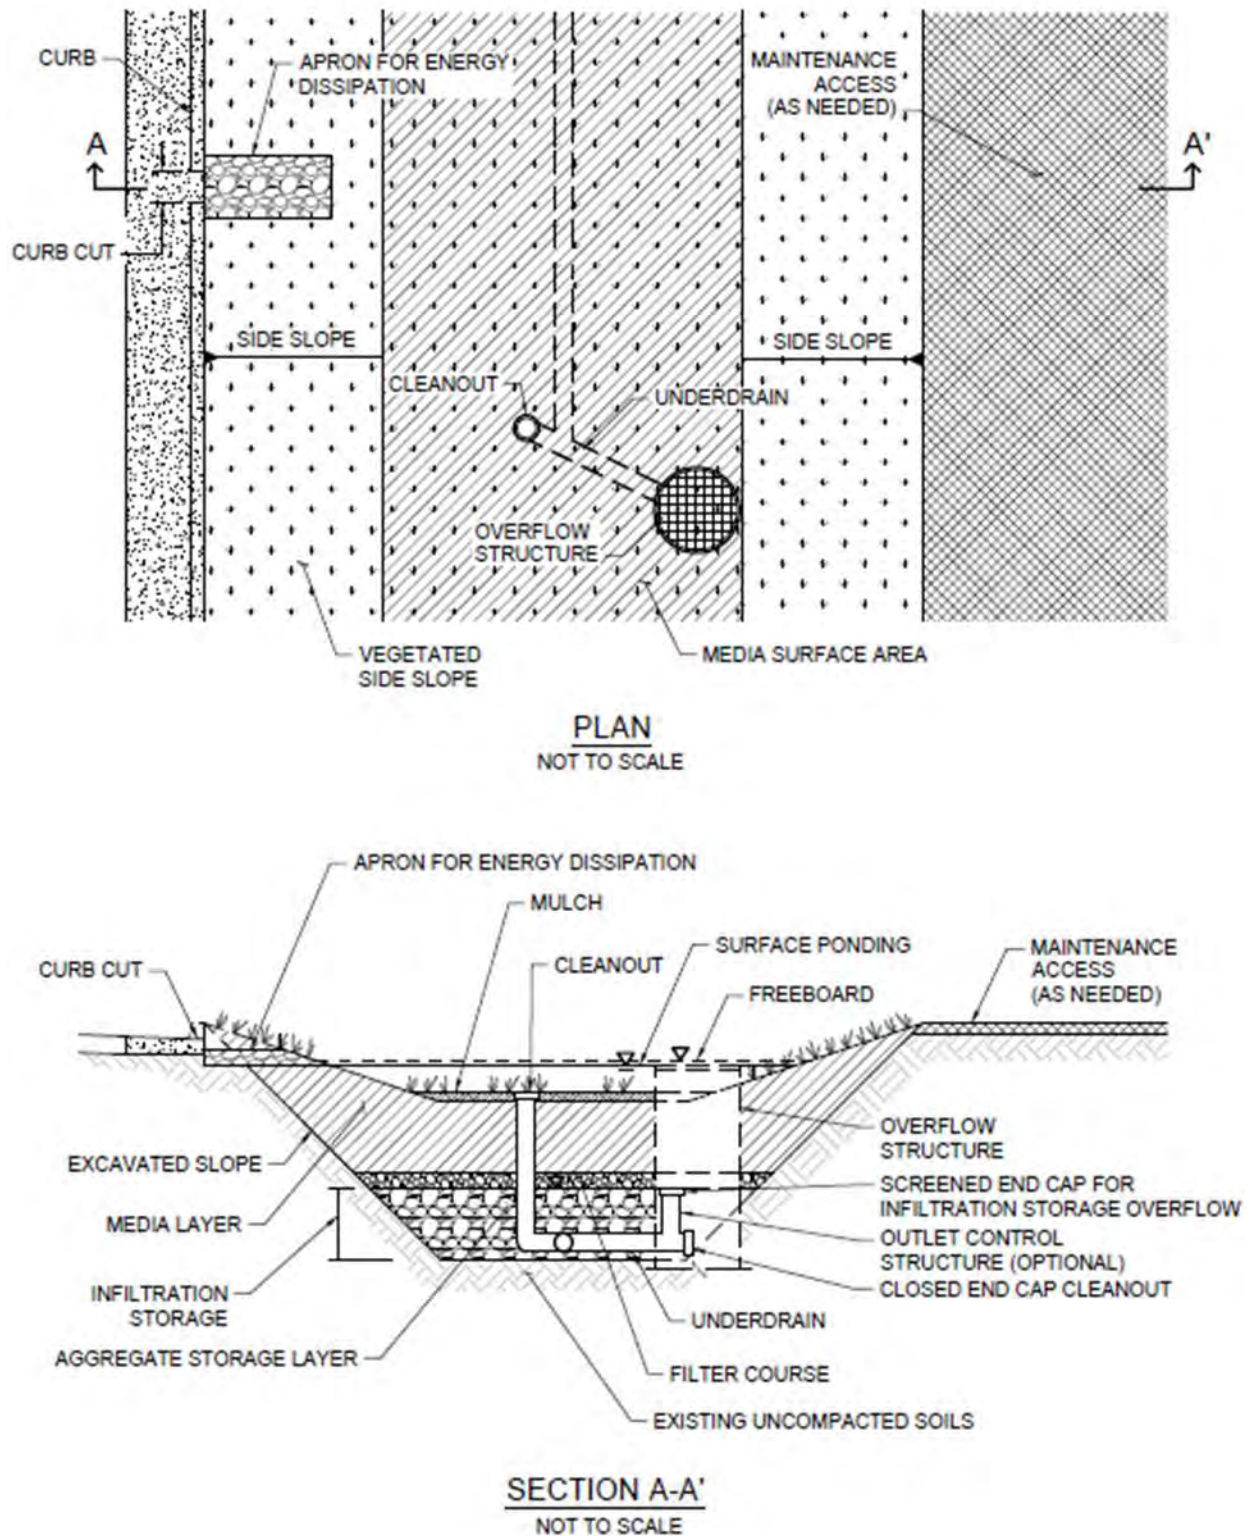 CURB
APRON FOR ENERGY
DISSIPATION
MAINTENANCE
ACCESS
(AS NEEDED)
A
A'
CURB CUT
SIDE SLOPE
SIDE SLOPE
CLEANOUT
UNDERDRAIN
OVERFLOW
STRUCTURE
VEGETATED
SIDE SLOPE
MEDIA SURFACE AREA
PLAN
NOT TO SCALE
APRON FOR ENERGY DISSIPATION
MULCH
CURB CUT
CLEANOUT
SURFACE PONDING
FREEBOARD
MAINTENANCE
ACCESS
(AS NEEDED)
EXCAVATED SLOPE
MEDIA LAYER
INFILTRATION
STORAGE
AGGREGATE STORAGE LAYER
OVERFLOW
STRUCTURE
SCREENED END CAP FOR
INFILTRATION STORAGE OVERFLOW
OUTLET CONTROL
STRUCTURE (OPTIONAL)
CLOSED END CAP CLEANOUT
UNDERDRAIN
FILTER COURSE
EXISTING UNCOMPACTED SOILS
SECTION A-A'
NOT TO SCALE